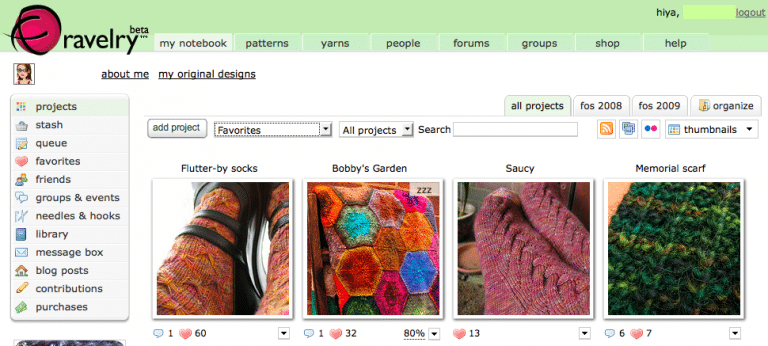 hiya,
logout
ravelry beta
my notebook
patterns
yarns
people
forums
groups
shop
help
about me
my original designs
projects
stash
queue
favorites
friends
groups & events
needles & hooks
library
message box
blog posts
contributions
purchases
all projects
fos 2008
fos 2009
organize
add project
Favorites
All projects
Search
thumbnails
Flutter-by socks
Bobby's Garden
Saucy
Memorial scarf
zzz
1
60
1
32
80%
13
6
7